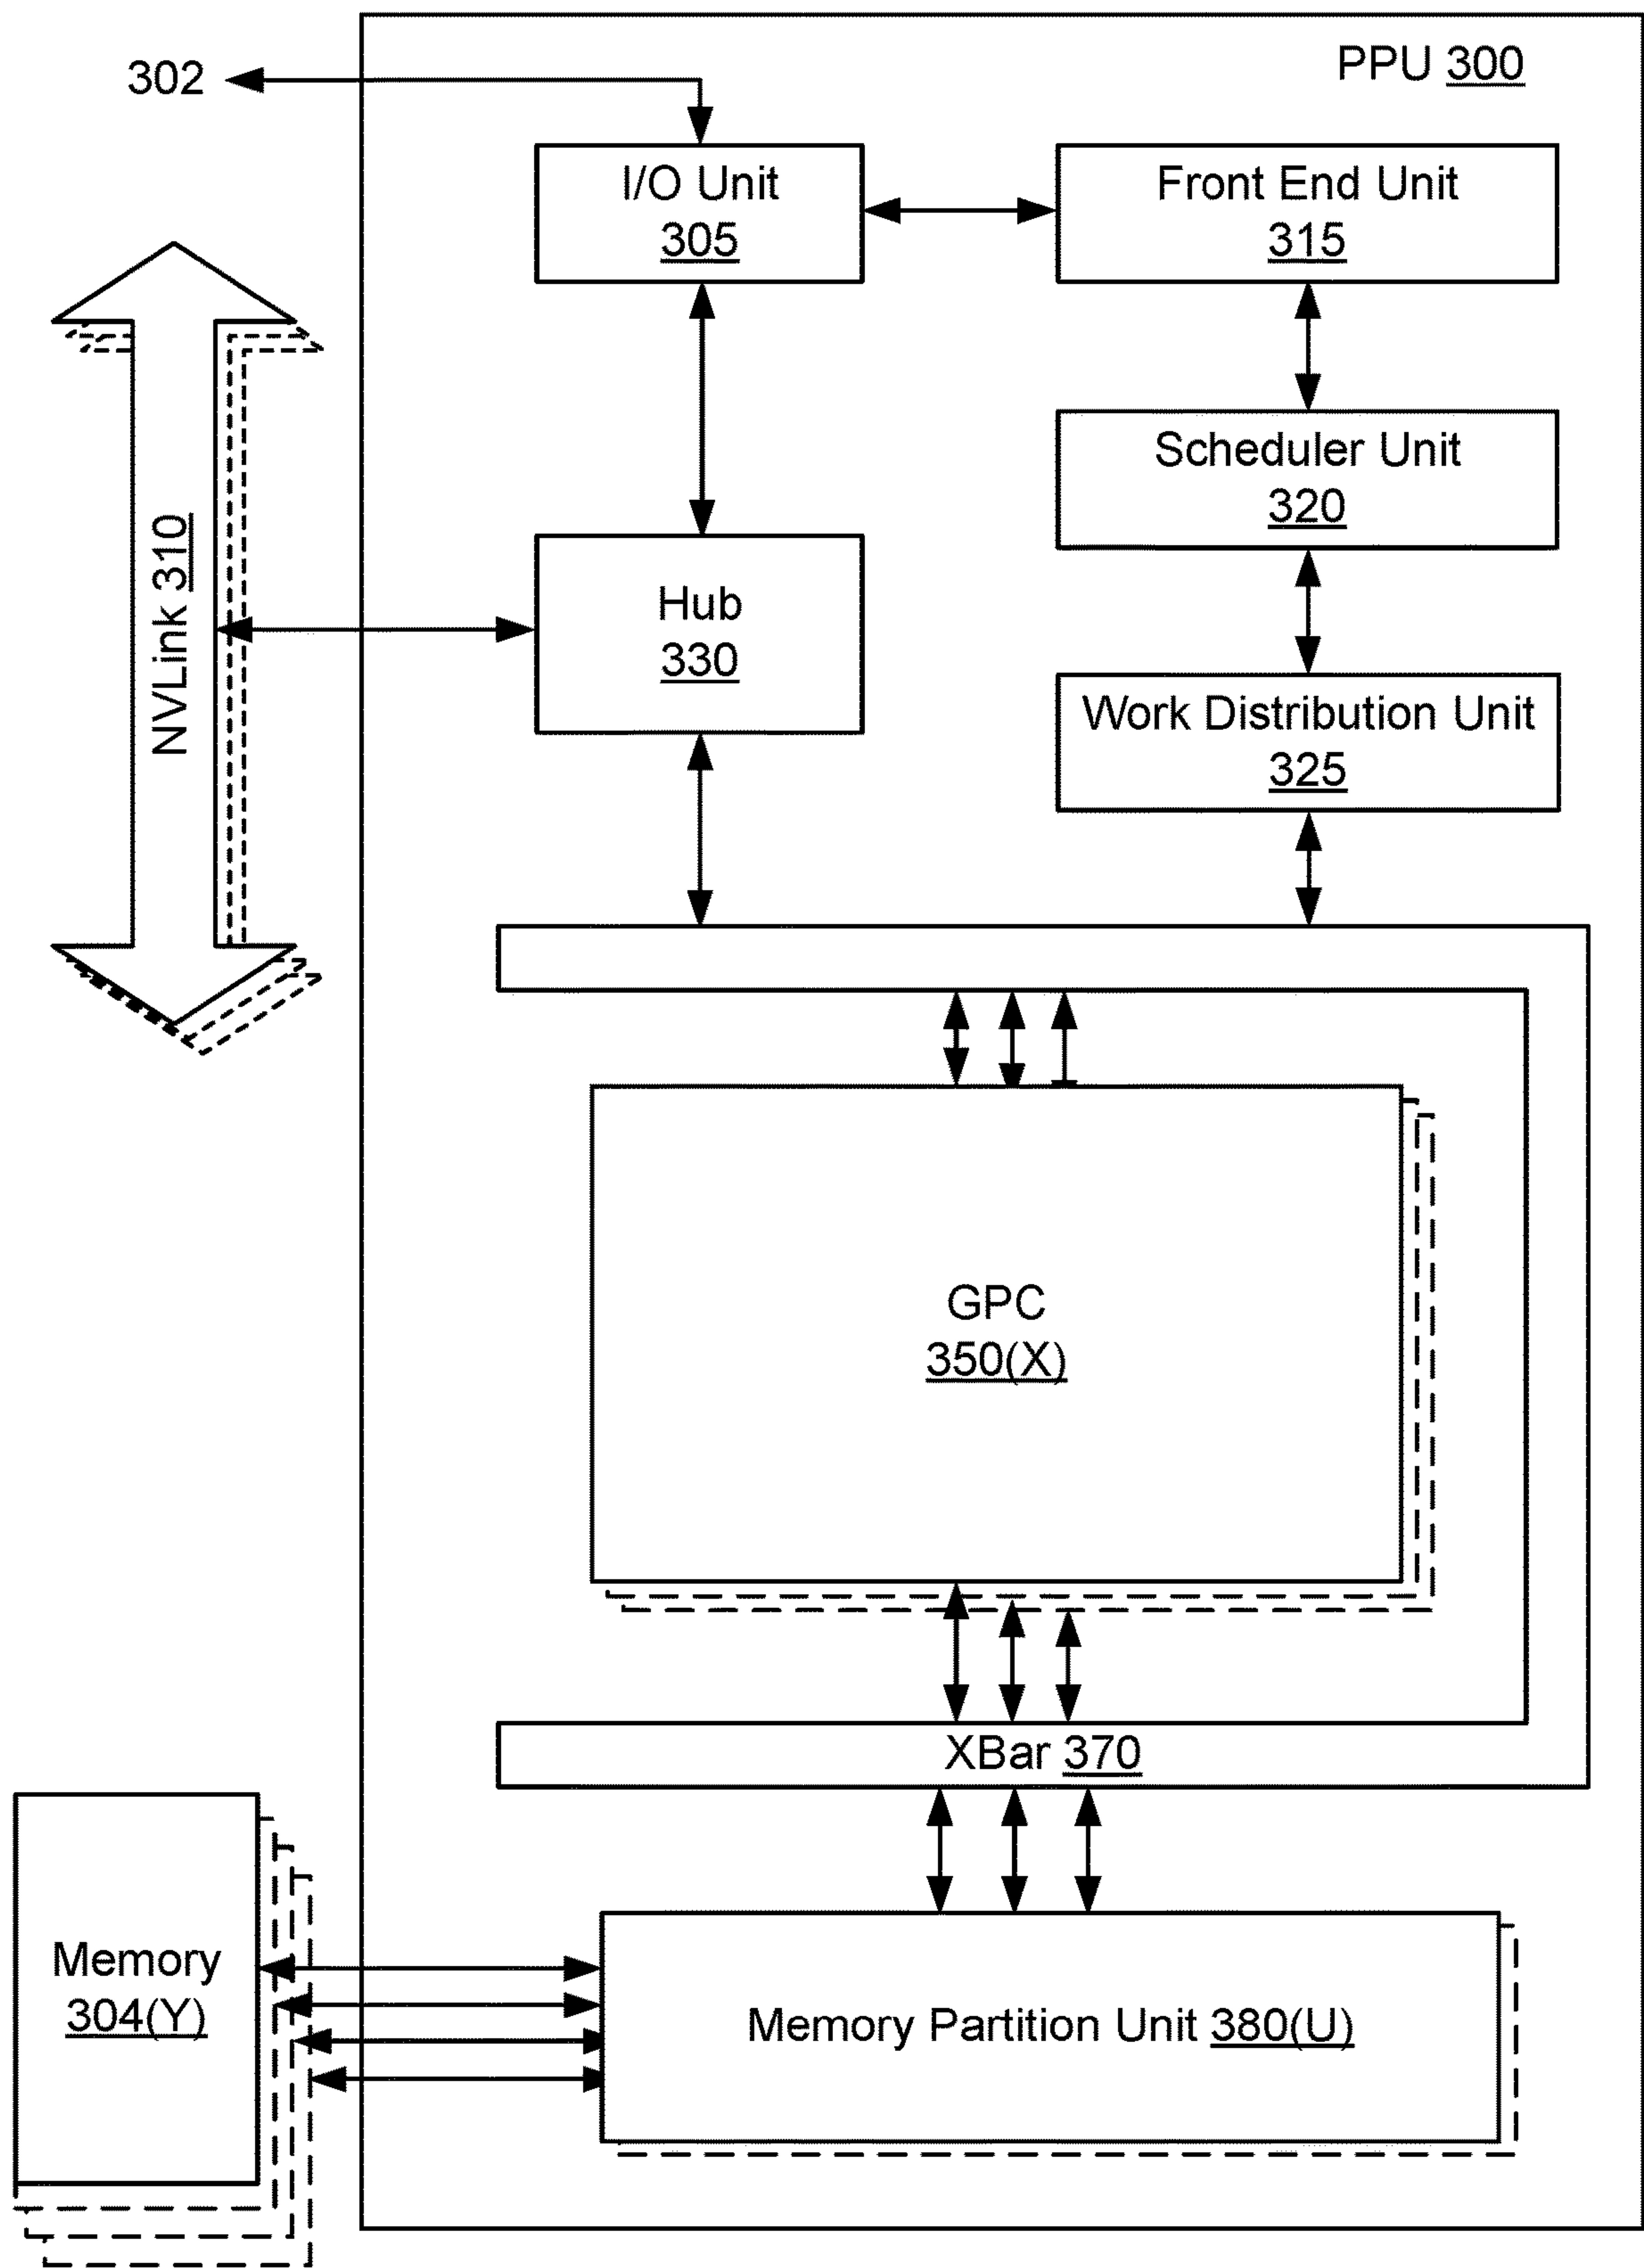 PPU 300
302
I/O Unit
305
Front End Unit
315
Scheduler Unit
320
NVLink 310
Hub
330
Work Distribution Unit
325
GPC
350(X)
XBar 370
Memory
304(Y)
Memory Partition Unit 380(U)